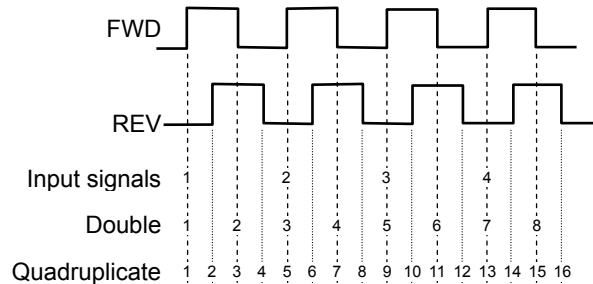 FWD
REV
Input signals 1 2 3 4
Double 1 2 3 4 5 6 7 8
Quadruplicate 1 2 3 4 5 6 7 8 9 10 11 12 13 14 15 16